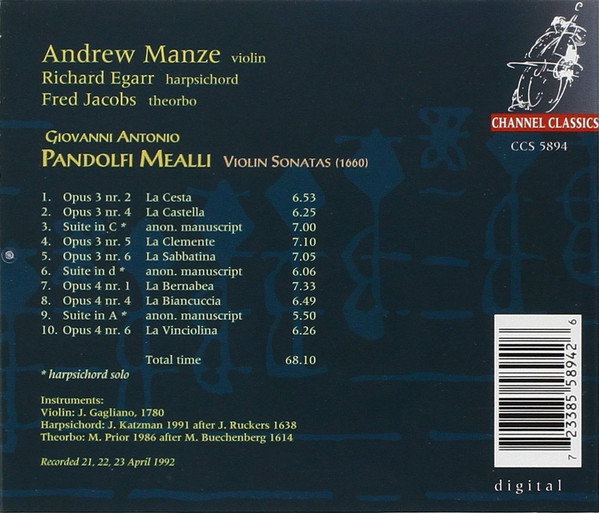 Andrew Manze violin
Richard Egarr harpsichord
Fred Jacobs theorbo
CHANNEL CLASSICS
CCS 5894
GIOVANNI ANTONIO
PANDOLFI MEALLI VIOLIN SONATAS (1660)
1. Opus 3 nr. 2 La Cesta 6.53
2. Opus 3 nr. 4 La Castella 6.25
3. Suite in C * anon. manuscript 7.00
4. Opus 3 nr. 5 La Clemente 7.10
5. Opus 3 nr. 6 La Sabbatina 7.05
6. Suite in d * anon. manuscript 6.06
7. Opus 4 nr. 1 La Bernabea 7.33
8. Opus 4 nr. 4 La Biancuccia 6.49
9. Suite in A * anon. manuscript 5.50
10. Opus 4 nr. 6 La Vinciolina 6.26
Total time 68.10
* harpsichord solo
Instruments:
Violin: J. Gagliano, 1780
Harpsichord: J. Katzman 1991 after J. Ruckers 1638
Theorbo: M. Prior 1986 after M. Buechenberg 1614
Recorded 21, 22, 23 April 1992
7 23385 58942 6
digital